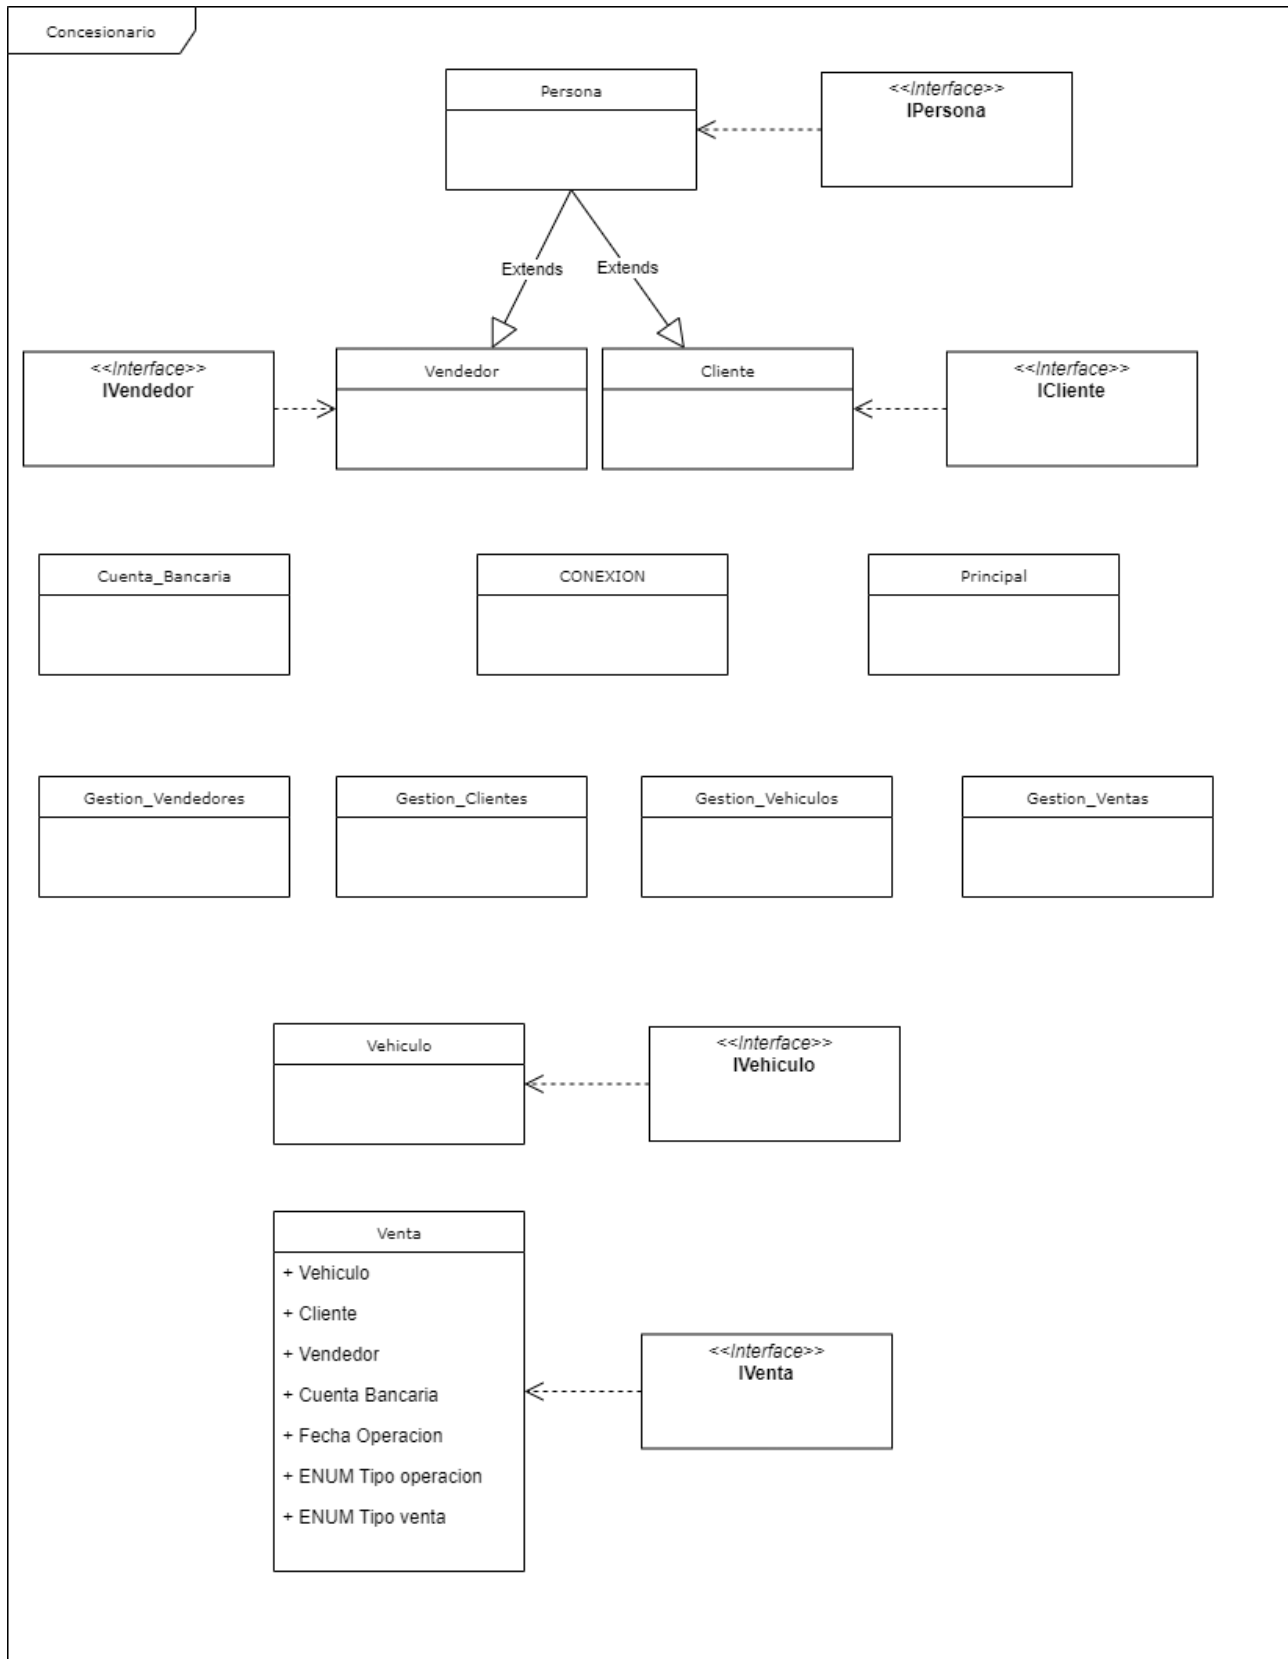 Concesionario
Persona
<<Interface>>
IPersona
Extends
Extends
<<Interface>>
IVendedor
Vendedor
Cliente
<<Interface>>
ICliente
Cuenta_Bancaria
CONEXION
Principal
Gestion_Vendedores
Gestion_Clientes
Gestion_Vehiculos
Gestion_Ventas
Vehiculo
<<Interface>>
IVehiculo
Venta
+ Vehiculo
+ Cliente
+ Vendedor
+ Cuenta Bancaria
+ Fecha Operacion
+ ENUM Tipo operacion
+ ENUM Tipo venta
<<Interface>>
IVenta